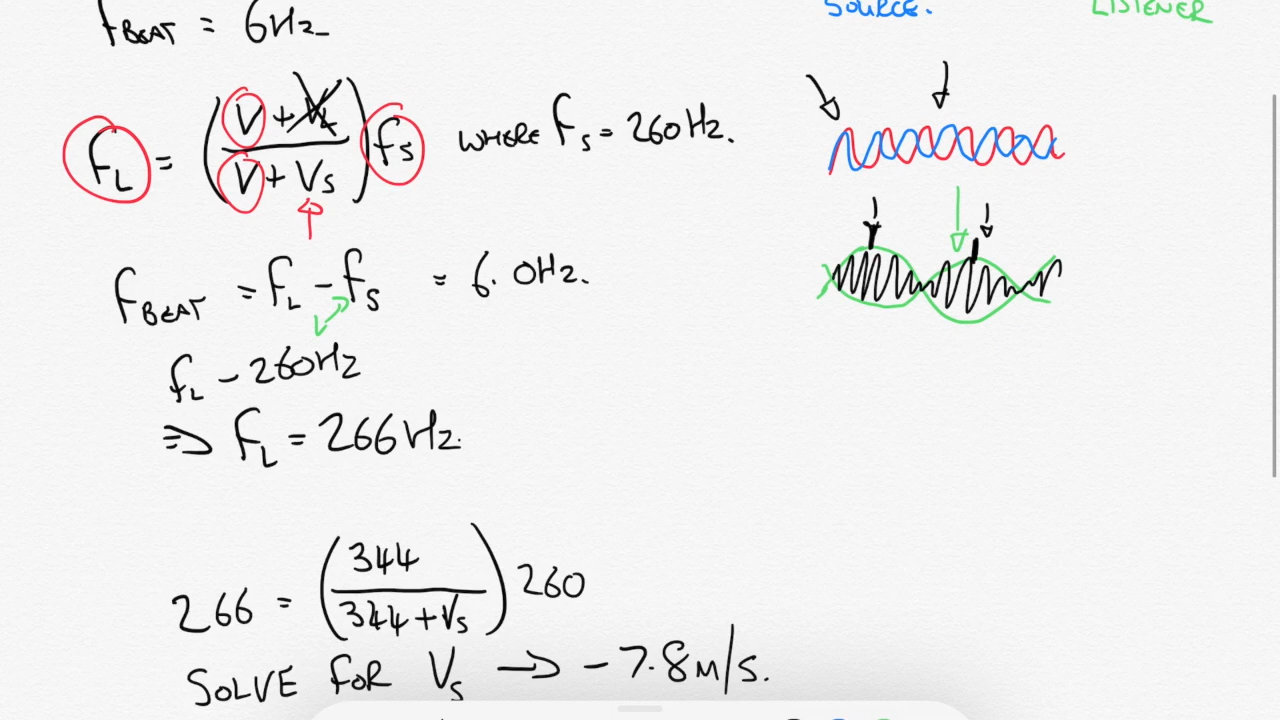 fBEAT = 6Hz
SOURCE.
LISTENER
fL = (V + VL / V + Vs) fs WHERE fs = 260Hz.
fBEAT = fL - fs = 6.0Hz.
fL - 260Hz
⇒ fL = 266Hz.
266 = (344 / 344 + Vs) 260
SOLVE FOR Vs → -7.8m/s.